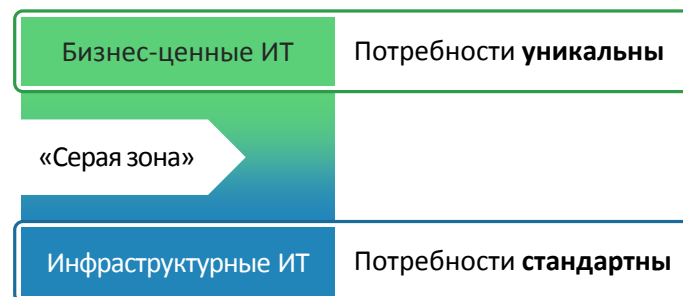 Бизнес-ценные ИТ
Потребности уникальны
«Серая зона»
Инфраструктурные ИТ
Потребности стандартны